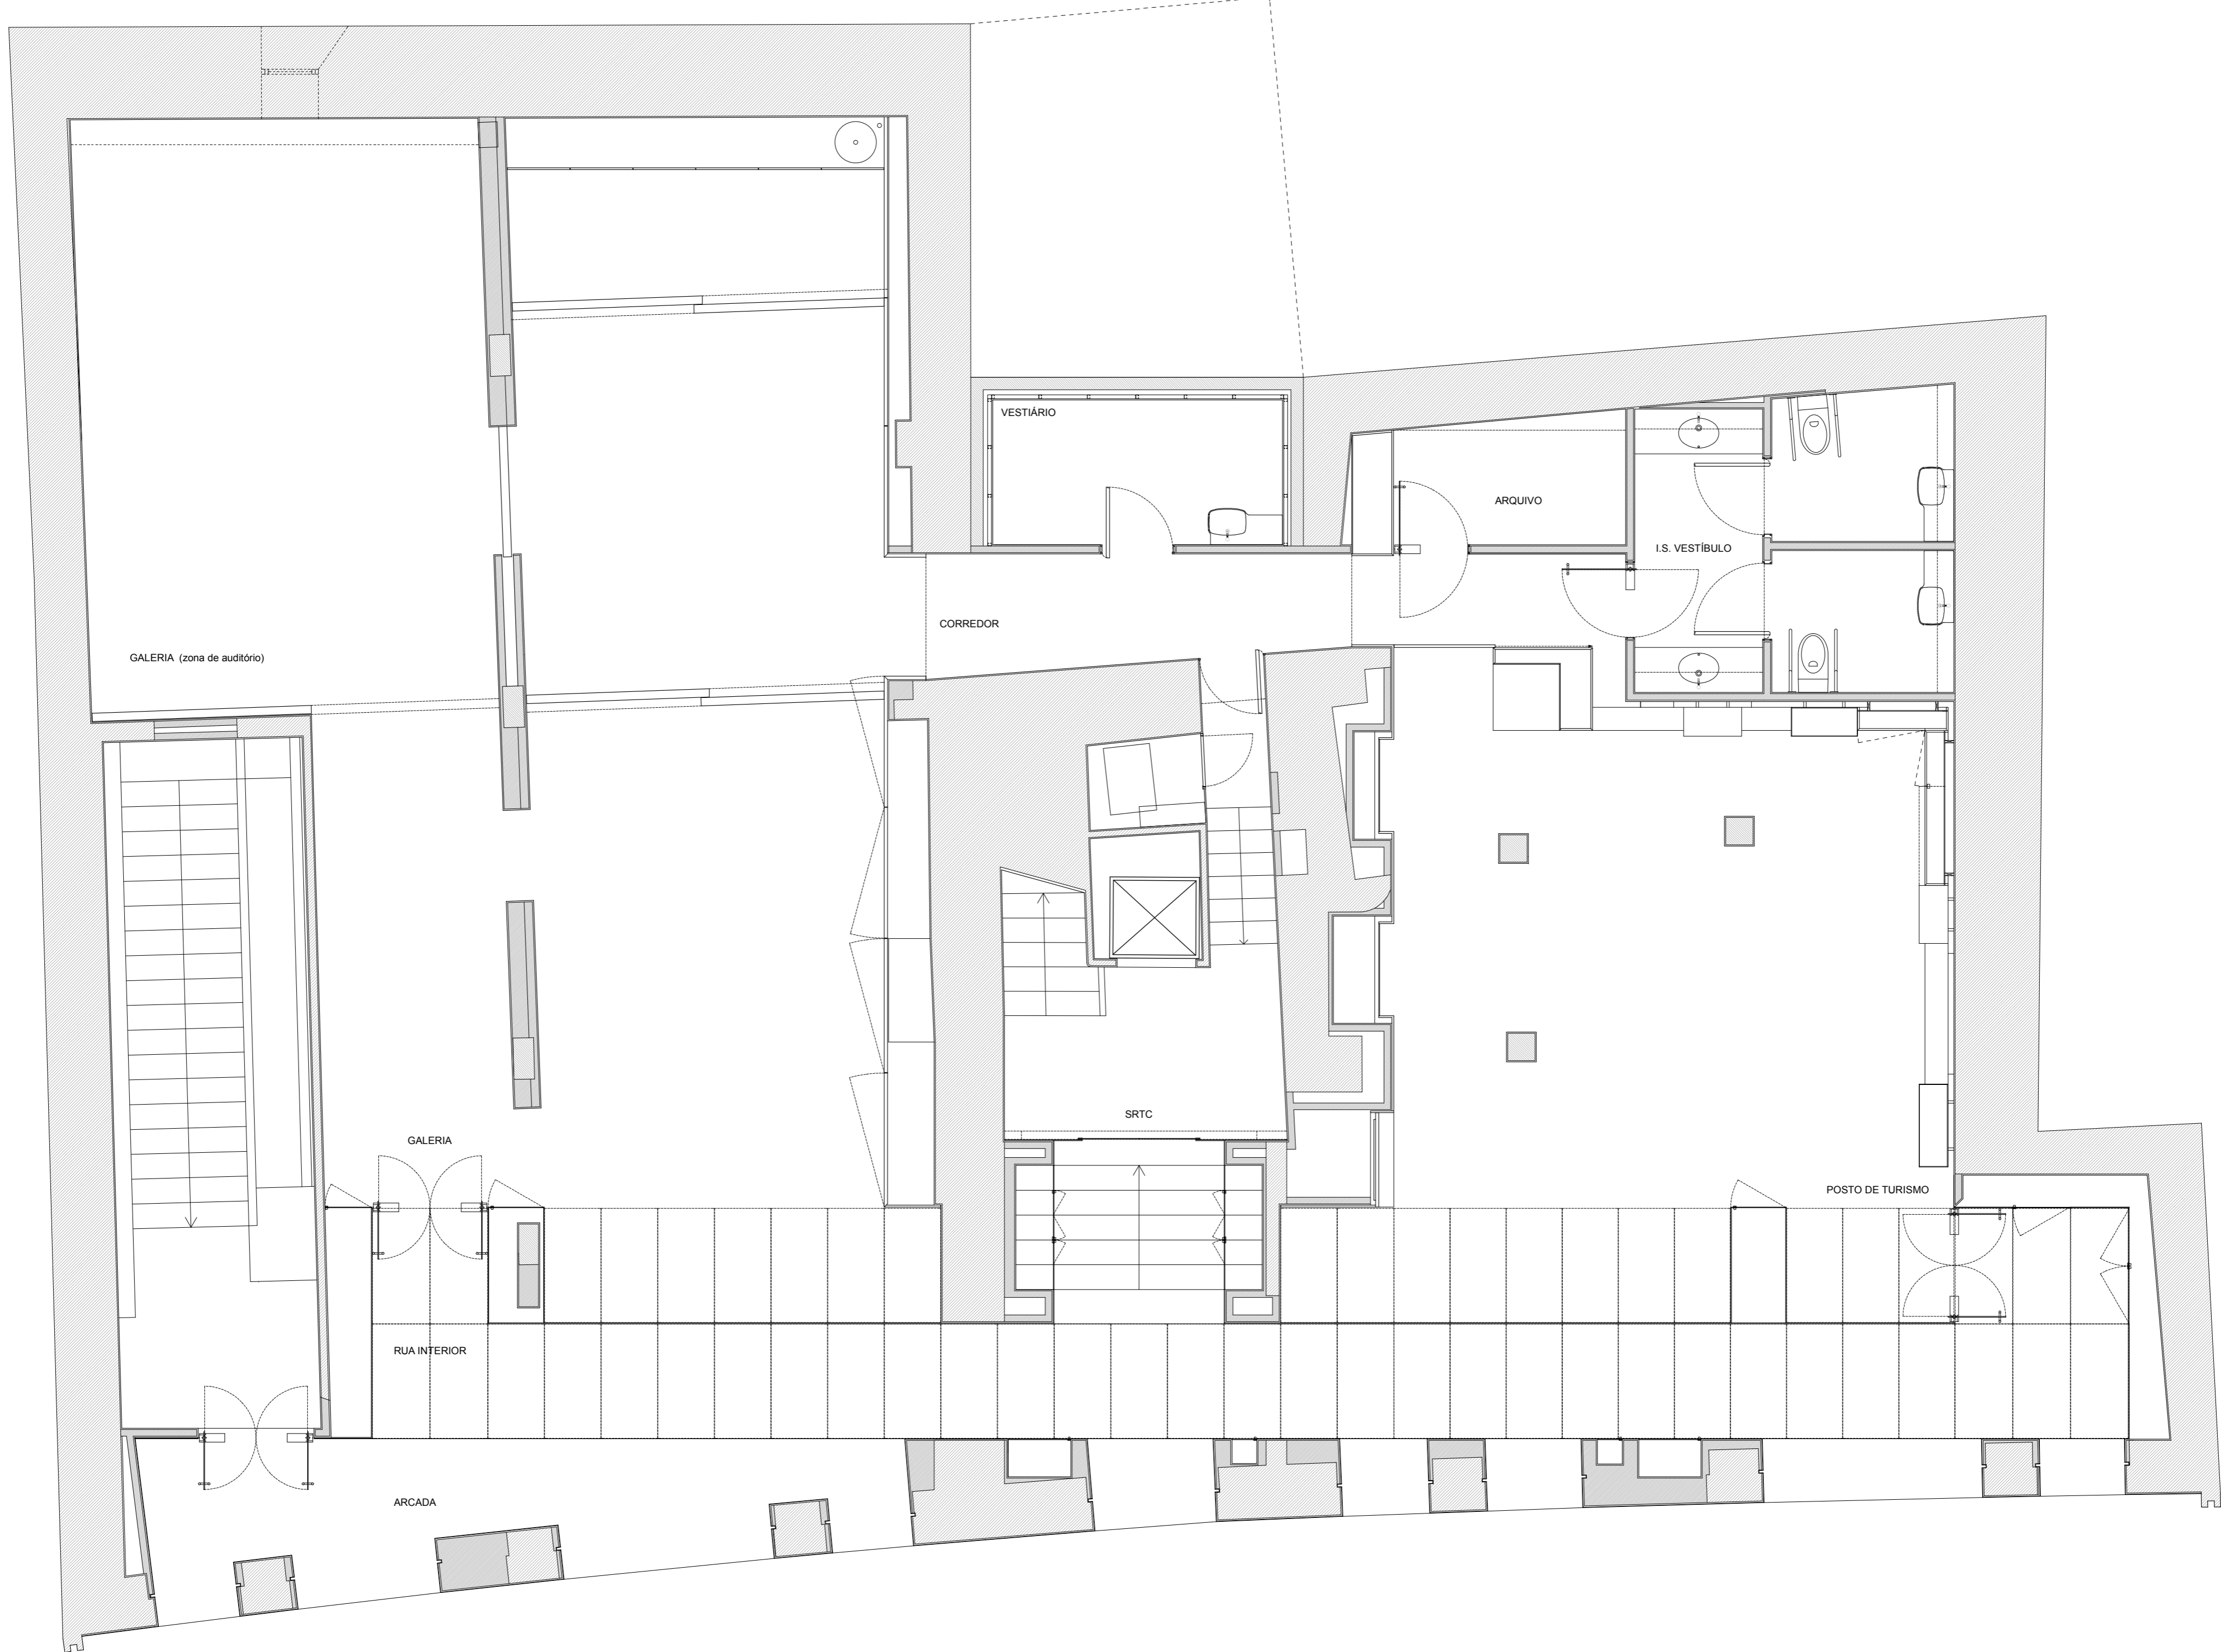 VESTIÁRIO
ARQUIVO
I.S. VESTÍBULO
CORREDOR
GALERIA (zona de auditório)
SRTC
GALERIA
POSTO DE TURISMO
RUA INTERIOR
ARCADA